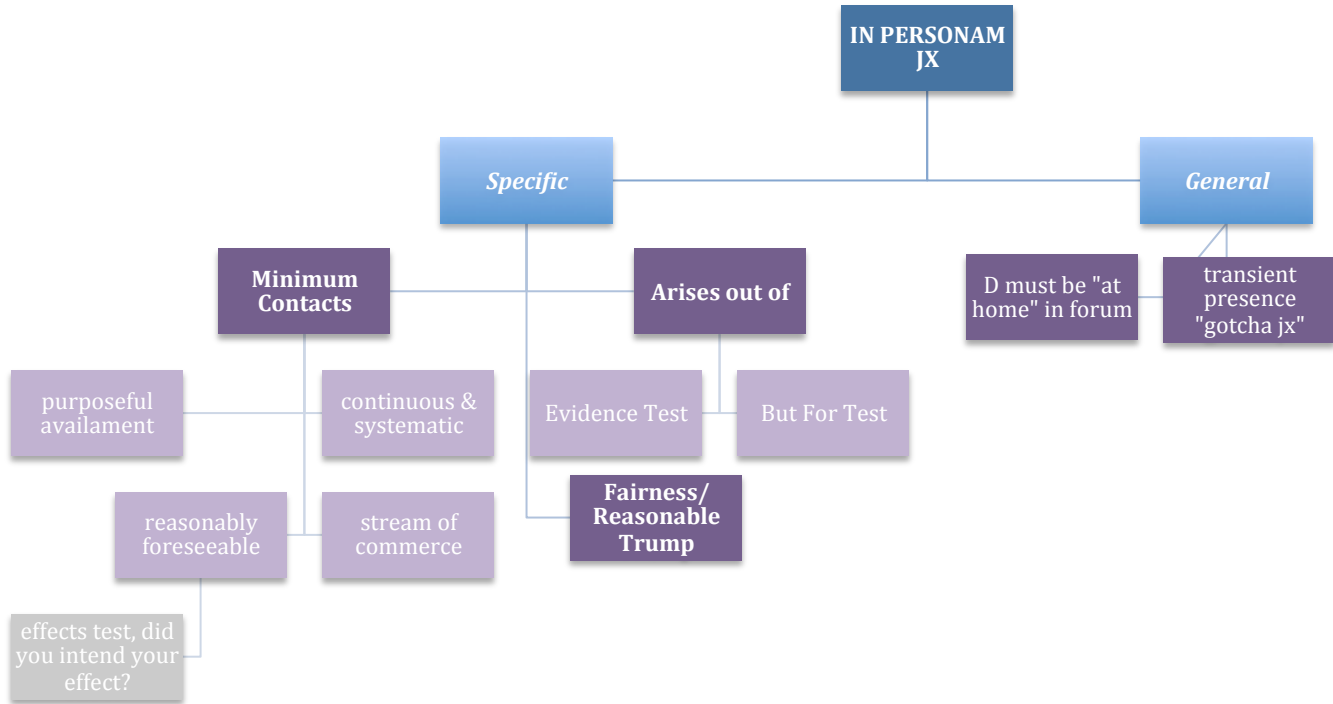 IN PERSONAM
JX
Specific
General
Minimum
Contacts
Arises out of
D must be "at
home" in forum
transient
presence
"gotcha jx"
purposeful
availament
continuous &
systematic
Evidence Test
But For Test
reasonably
foreseeable
stream of
commerce
Fairness/
Reasonable
Trump
effects test, did
you intend your
effect?